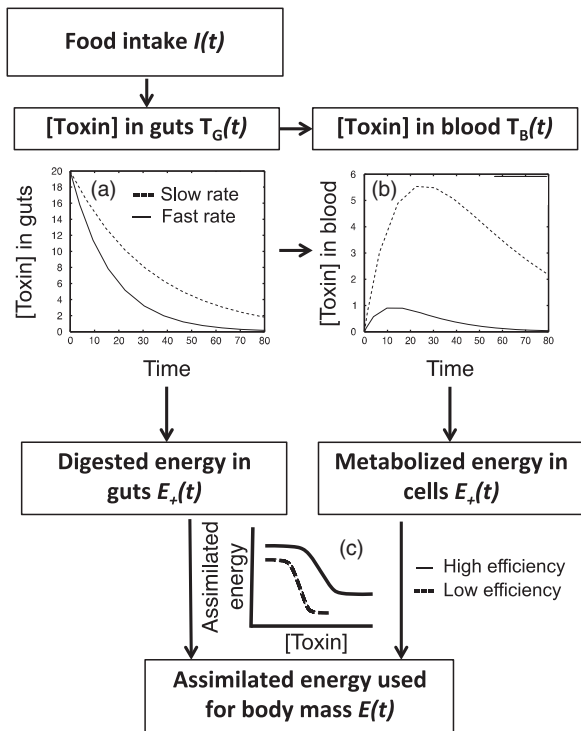 Food intake I(t)
[Toxin] in guts T_G(t)
[Toxin] in blood T_B(t)
(a)
Slow rate
Fast rate
[Toxin] in guts
20
18
16
14
12
10
8
6
4
2
0
0 10 20 30 40 50 60 70 80
Time
(b)
[Toxin] in blood
6
5
4
3
2
1
0
0 10 20 30 40 50 60 70 80
Time
Digested energy in
guts E₊(t)
Metabolized energy in
cells E₊(t)
(c)
Assimilated
energy
[Toxin]
High efficiency
Low efficiency
Assimilated energy used
for body mass E(t)